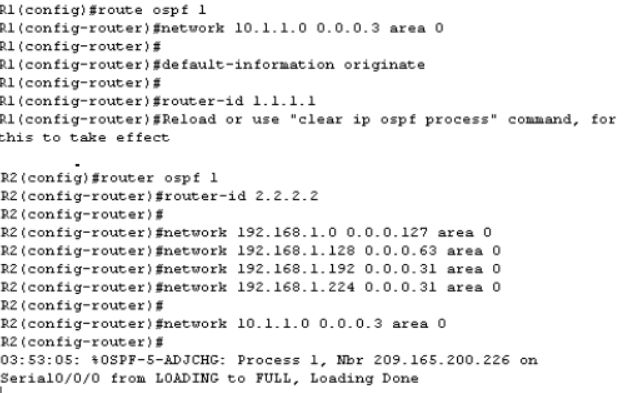 R1(config)#route ospf 1
R1(config-router)#network 10.1.1.0 0.0.0.3 area 0
R1(config-router)#
R1(config-router)#default-information originate
R1(config-router)#
R1(config-router)#router-id 1.1.1.1
R1(config-router)#Reload or use "clear ip ospf process" command, for
this to take effect
R2(config)#router ospf 1
R2(config-router)#router-id 2.2.2.2
R2(config-router)#
R2(config-router)#network 192.168.1.0 0.0.0.127 area 0
R2(config-router)#network 192.168.1.128 0.0.0.63 area 0
R2(config-router)#network 192.168.1.192 0.0.0.31 area 0
R2(config-router)#network 192.168.1.224 0.0.0.31 area 0
R2(config-router)#
R2(config-router)#network 10.1.1.0 0.0.0.3 area 0
R2(config-router)#
03:53:05: %OSPF-5-ADJCHG: Process 1, Nbr 209.165.200.226 on
Serial0/0/0 from LOADING to FULL, Loading Done